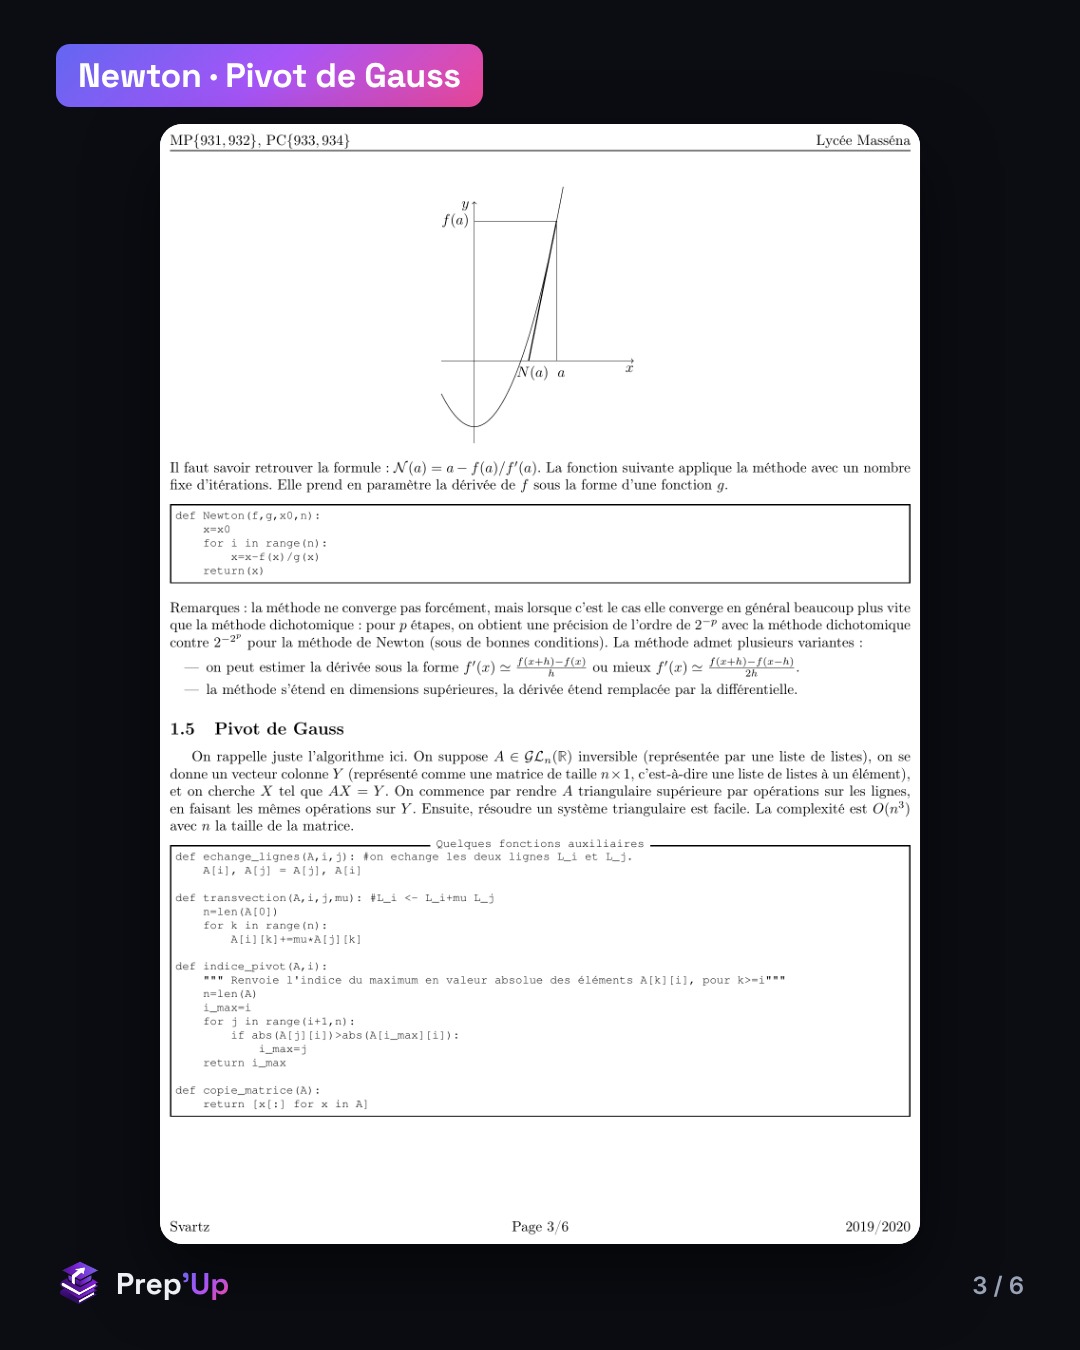 Newton · Pivot de Gauss
MP{931, 932}, PC{933, 934}
Lycée Masséna
y
f(a)
N(a) a
x
Il faut savoir retrouver la formule : 𝒩(a) = a − f(a)/f′(a). La fonction suivante applique la méthode avec un nombre
fixe d'itérations. Elle prend en paramètre la dérivée de f sous la forme d'une fonction g.
def Newton(f,g,x0,n):
    x=x0
    for i in range(n):
        x=x-f(x)/g(x)
    return(x)
Remarques : la méthode ne converge pas forcément, mais lorsque c'est le cas elle converge en général beaucoup plus vite
que la méthode dichotomique : pour p étapes, on obtient une précision de l'ordre de 2^{−p} avec la méthode dichotomique
contre 2^{−2^p} pour la méthode de Newton (sous de bonnes conditions). La méthode admet plusieurs variantes :
— on peut estimer la dérivée sous la forme f′(x) ≃ \frac{f(x+h)−f(x)}{h} ou mieux f′(x) ≃ \frac{f(x+h)−f(x−h)}{2h}.
— la méthode s'étend en dimensions supérieures, la dérivée étend remplacée par la différentielle.
1.5 Pivot de Gauss
On rappelle juste l'algorithme ici. On suppose A ∈ 𝒢ℒₙ(ℝ) inversible (représentée par une liste de listes), on se
donne un vecteur colonne Y (représenté comme une matrice de taille n×1, c'est-à-dire une liste de listes à un élément),
et on cherche X tel que AX = Y. On commence par rendre A triangulaire supérieure par opérations sur les lignes,
en faisant les mêmes opérations sur Y. Ensuite, résoudre un système triangulaire est facile. La complexité est O(n³)
avec n la taille de la matrice.
Quelques fonctions auxiliaires
def echange_lignes(A,i,j): #on echange les deux lignes L_i et L_j.
    A[i], A[j] = A[j], A[i]
def transvection(A,i,j,mu): #L_i <- L_i+mu L_j
    n=len(A[0])
    for k in range(n):
        A[i][k]+=mu*A[j][k]
def indice_pivot(A,i):
    """ Renvoie l'indice du maximum en valeur absolue des éléments A[k][i], pour k>=i"""
    n=len(A)
    i_max=i
    for j in range(i+1,n):
        if abs(A[j][i])>abs(A[i_max][i]):
            i_max=j
    return i_max
def copie_matrice(A):
    return [x[:] for x in A]
Svartz
Page 3/6
2019/2020
Prep'Up
3 / 6